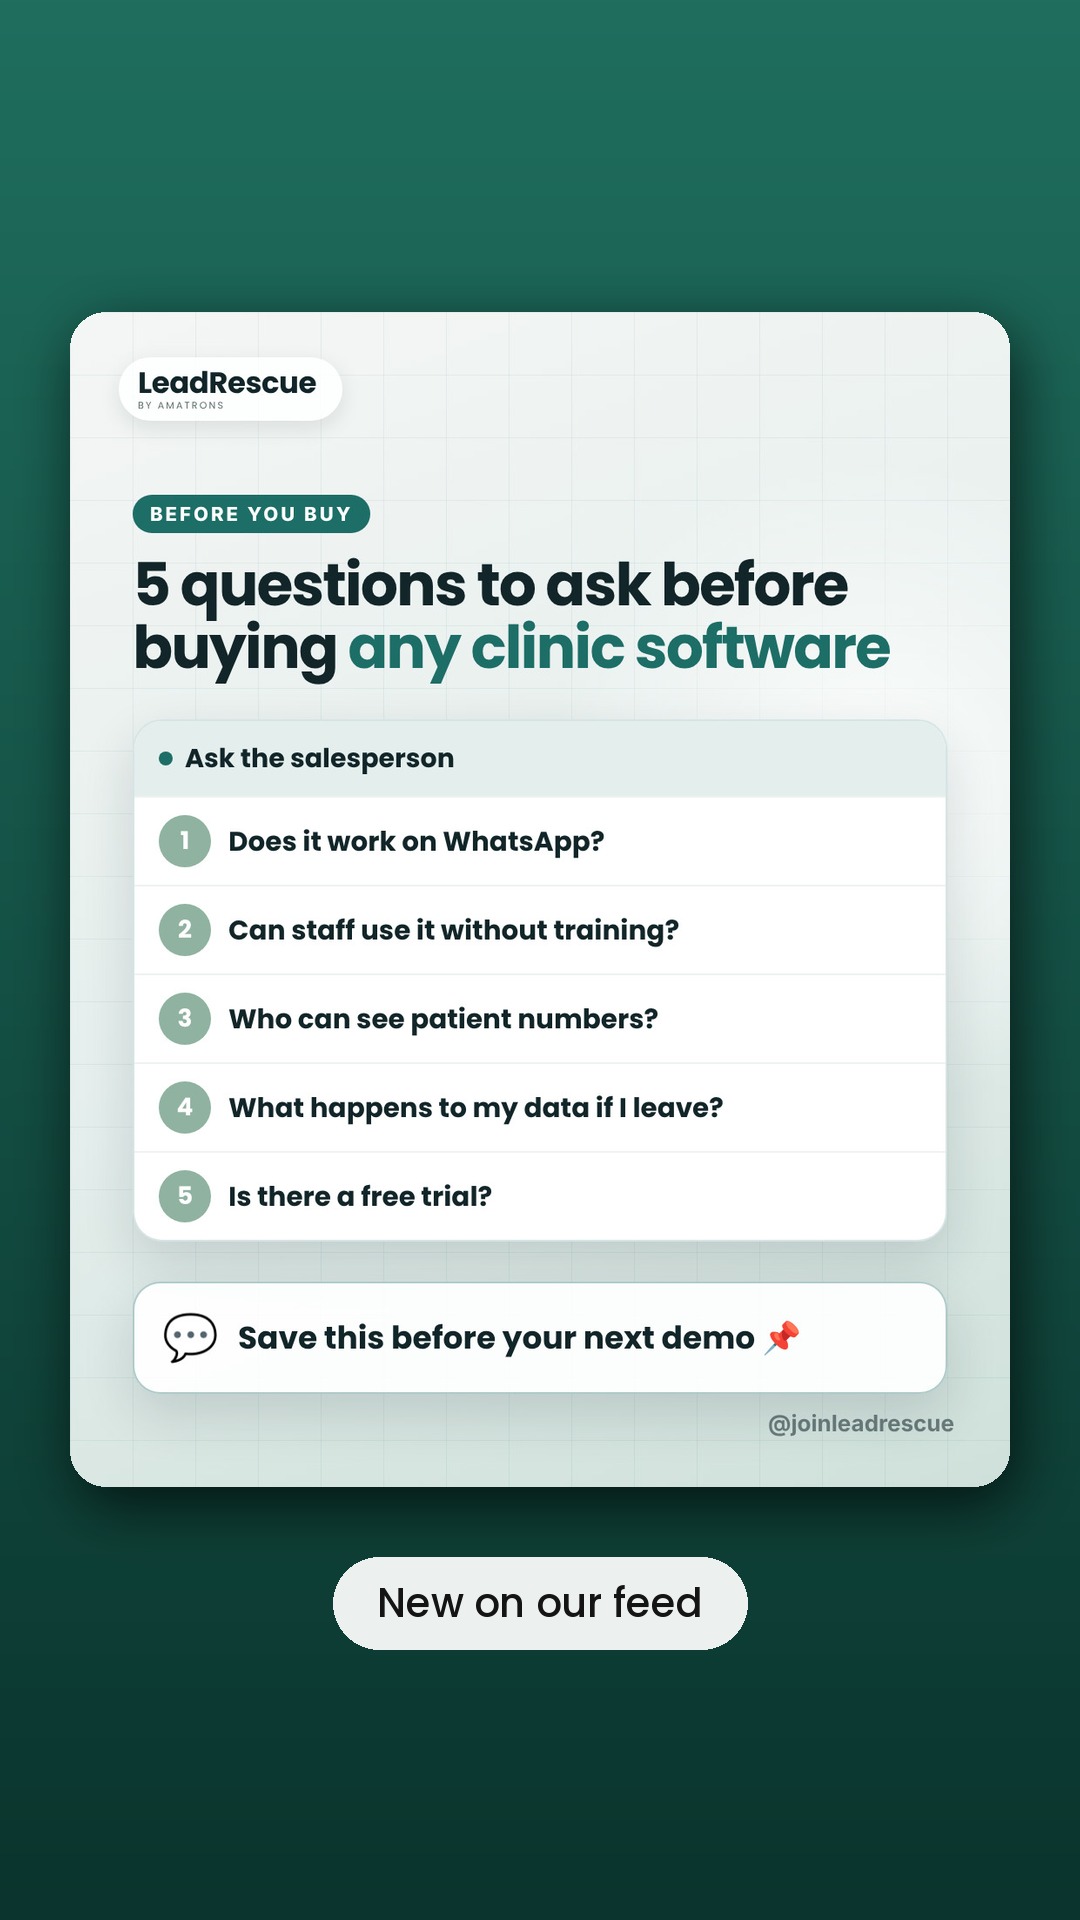 LeadRescue
BY AMATRONS
BEFORE YOU BUY
5 questions to ask before
buying any clinic software
Ask the salesperson
1 Does it work on WhatsApp?
2 Can staff use it without training?
3 Who can see patient numbers?
4 What happens to my data if I leave?
5 Is there a free trial?
Save this before your next demo 📌
@joinleadrescue
New on our feed